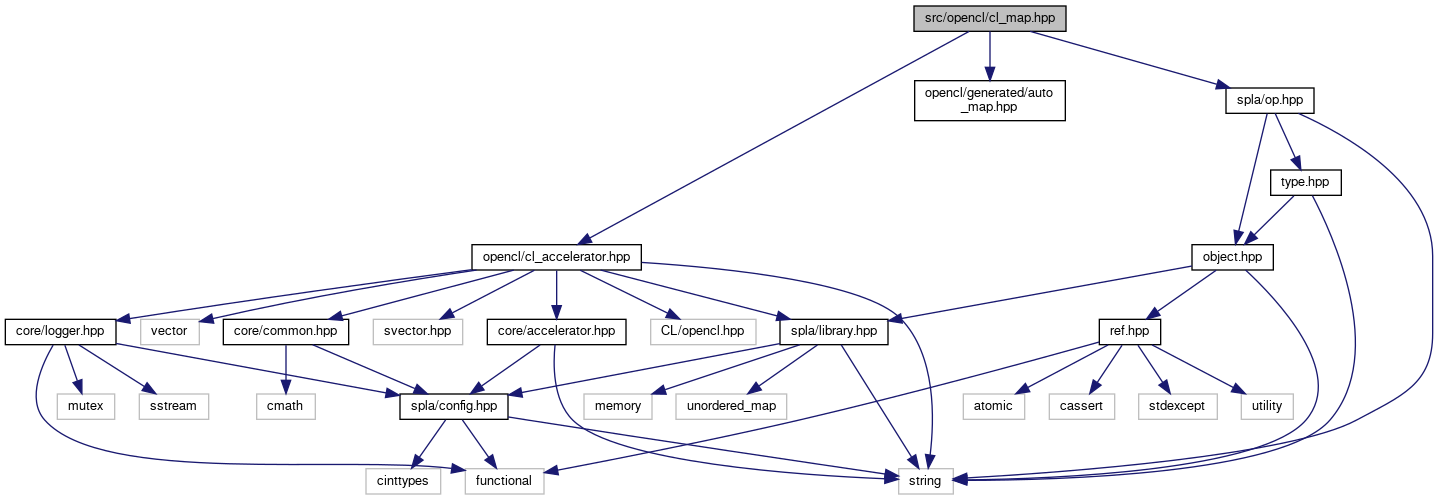 src/opencl/cl_map.hpp
opencl/generated/auto
_map.hpp
spla/op.hpp
type.hpp
opencl/cl_accelerator.hpp
object.hpp
core/logger.hpp
vector
core/common.hpp
svector.hpp
core/accelerator.hpp
CL/opencl.hpp
spla/library.hpp
ref.hpp
mutex
sstream
cmath
spla/config.hpp
memory
unordered_map
atomic
cassert
stdexcept
utility
cinttypes
functional
string